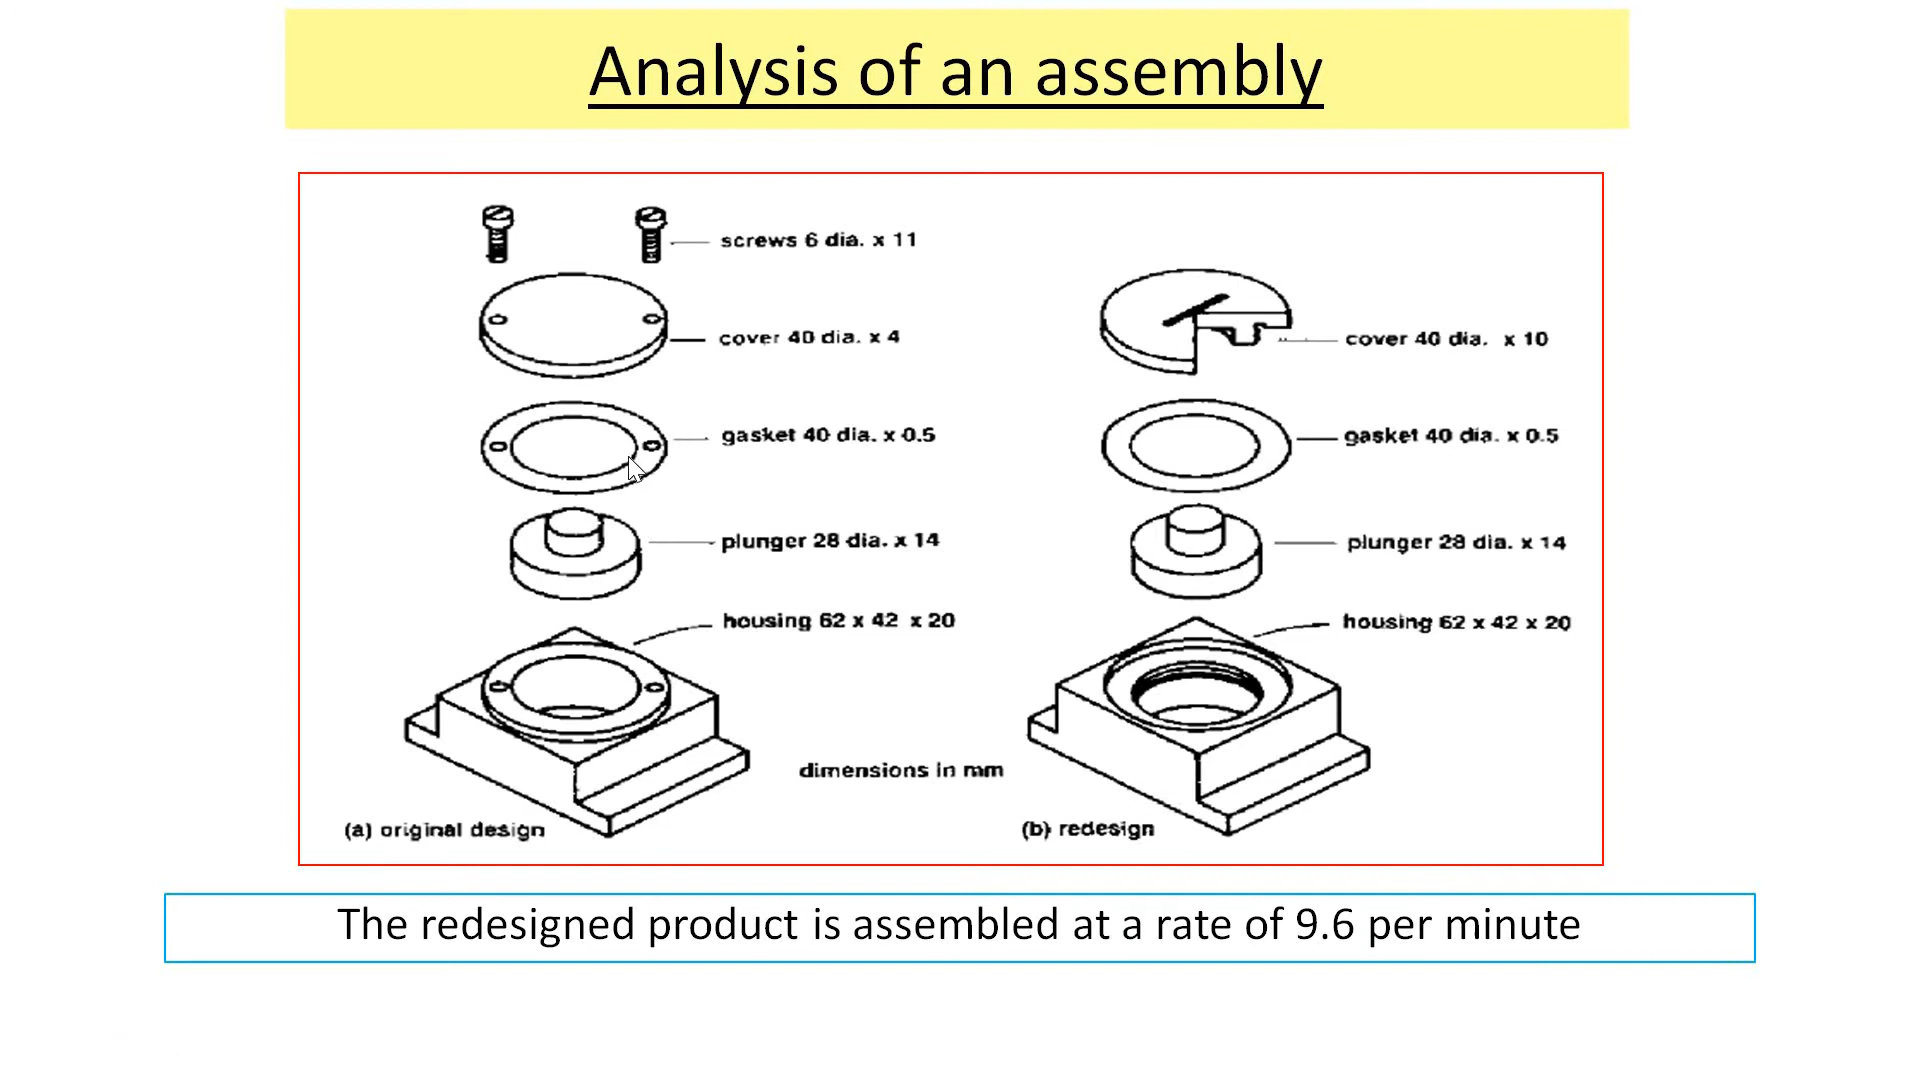 Analysis of an assembly
screws 6 dia. x 11
cover 40 dia. x 4
gasket 40 dia. x 0.5
plunger 28 dia. x 14
housing 62 x 42 x 20
(a) original design
dimensions in mm
cover 40 dia. x 10
gasket 40 dia. x 0.5
plunger 28 dia. x 14
housing 62 x 42 x 20
(b) redesign
The redesigned product is assembled at a rate of 9.6 per minute